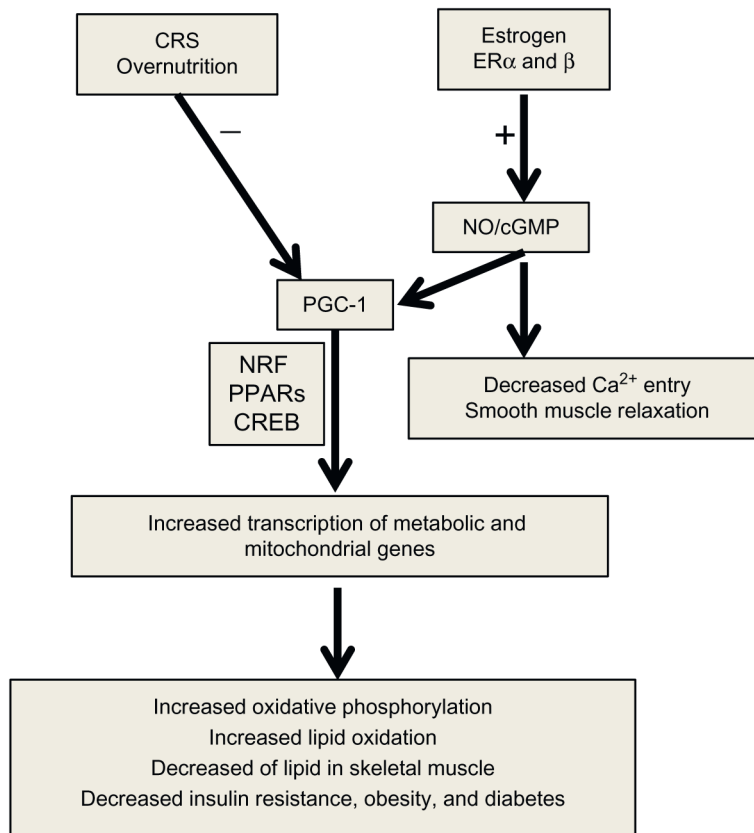 CRS
Overnutrition
Estrogen
ERα and β
–
+
NO/cGMP
PGC-1
NRF
PPARs
CREB
Decreased Ca²⁺ entry
Smooth muscle relaxation
Increased transcription of metabolic and
mitochondrial genes
Increased oxidative phosphorylation
Increased lipid oxidation
Decreased of lipid in skeletal muscle
Decreased insulin resistance, obesity, and diabetes